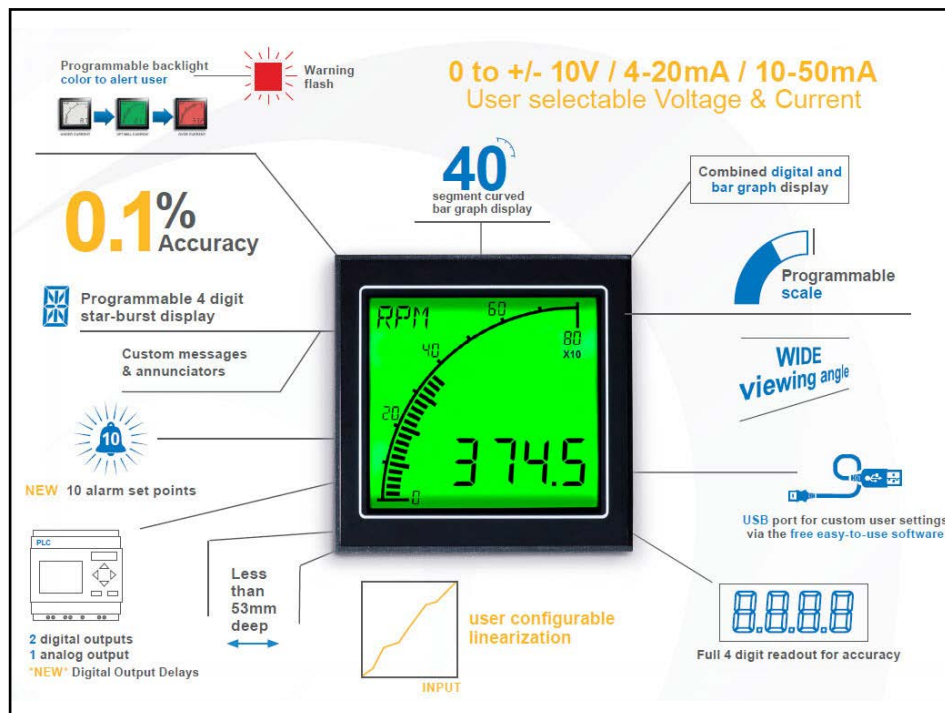 Programmable backlight
color to alert user
Warning
flash
0 to +/- 10V / 4-20mA / 10-50mA
User selectable Voltage & Current
40
segment curved
bar graph display
Combined digital and
bar graph display
0.1%
Accuracy
Programmable
scale
Programmable 4 digit
star-burst display
Custom messages
& annunciators
RPM
60
80
X10
40
20
0
374.5
WIDE
viewing angle
10
NEW 10 alarm set points
USB port for custom user settings
via the free easy-to-use software
PLC
2 digital outputs
1 analog output
*NEW* Digital Output Delays
Less
than
53mm
deep
user configurable
linearization
INPUT
8.8.8.8
Full 4 digit readout for accuracy